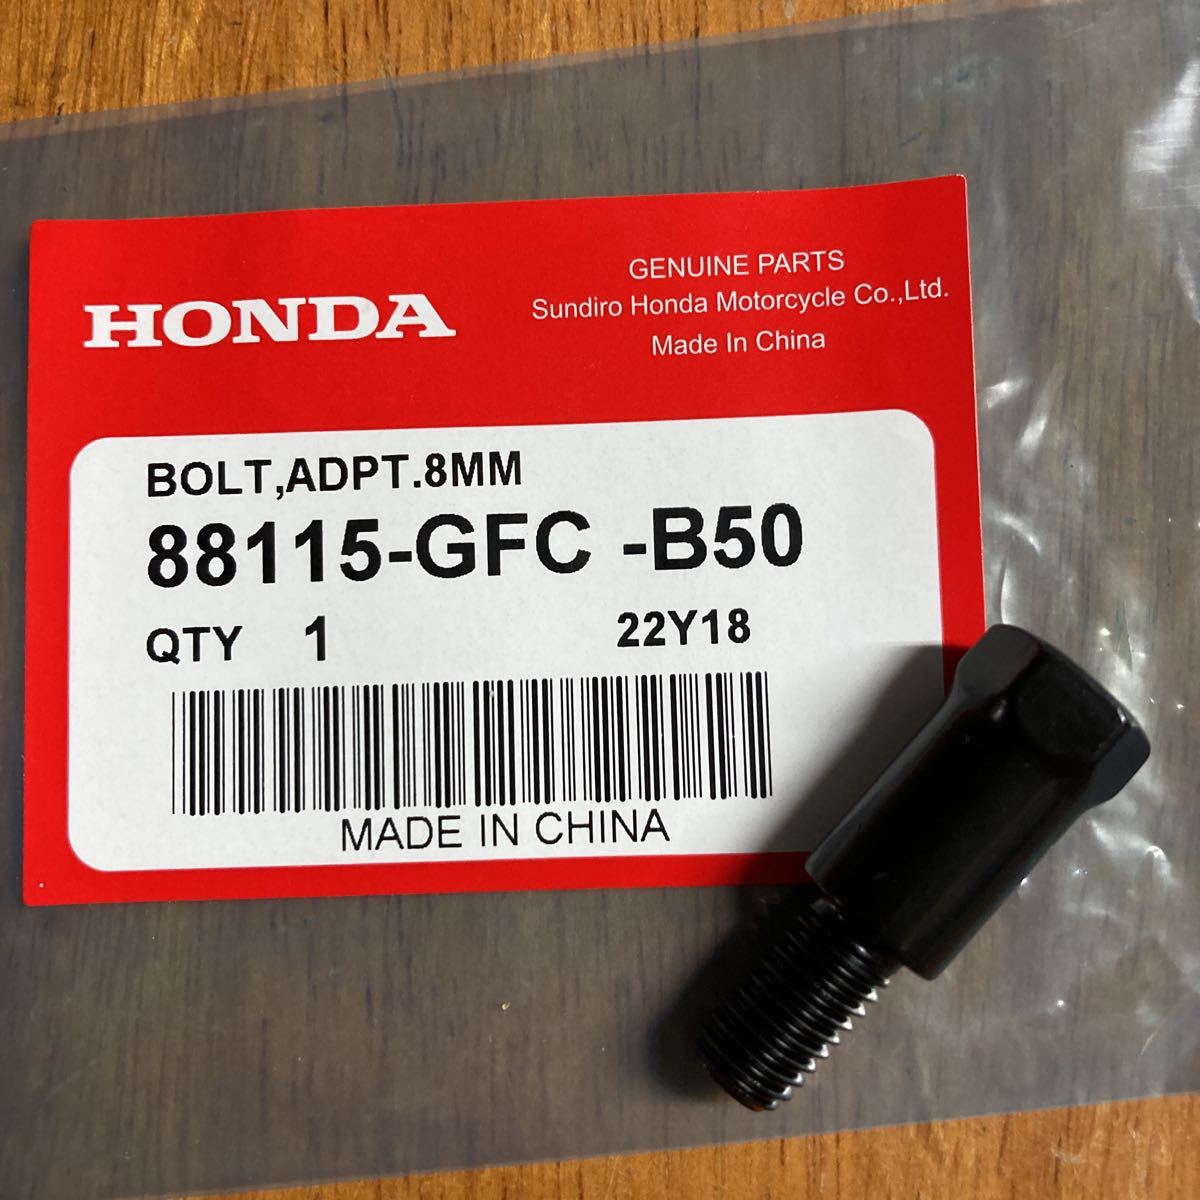 HONDA
GENUINE PARTS
Sundiro Honda Motorcycle Co.,Ltd.
Made In China
BOLT,ADPT.8MM
88115-GFC -B50
QTY 1 22Y18
MADE IN CHINA